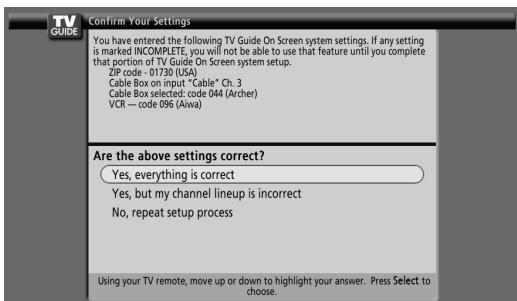 TV
GUIDE
Confirm Your Settings
You have entered the following TV Guide On Screen system settings. If any setting
is marked INCOMPLETE, you will not be able to use that feature until you complete
that portion of TV Guide On Screen system setup.
ZIP code - 01730 (USA)
Cable Box on input "Cable" Ch. 3
Cable Box selected: code 044 (Archer)
VCR — code 096 (Aiwa)
Are the above settings correct?
Yes, everything is correct
Yes, but my channel lineup is incorrect
No, repeat setup process
Using your TV remote, move up or down to highlight your answer. Press Select to
choose.